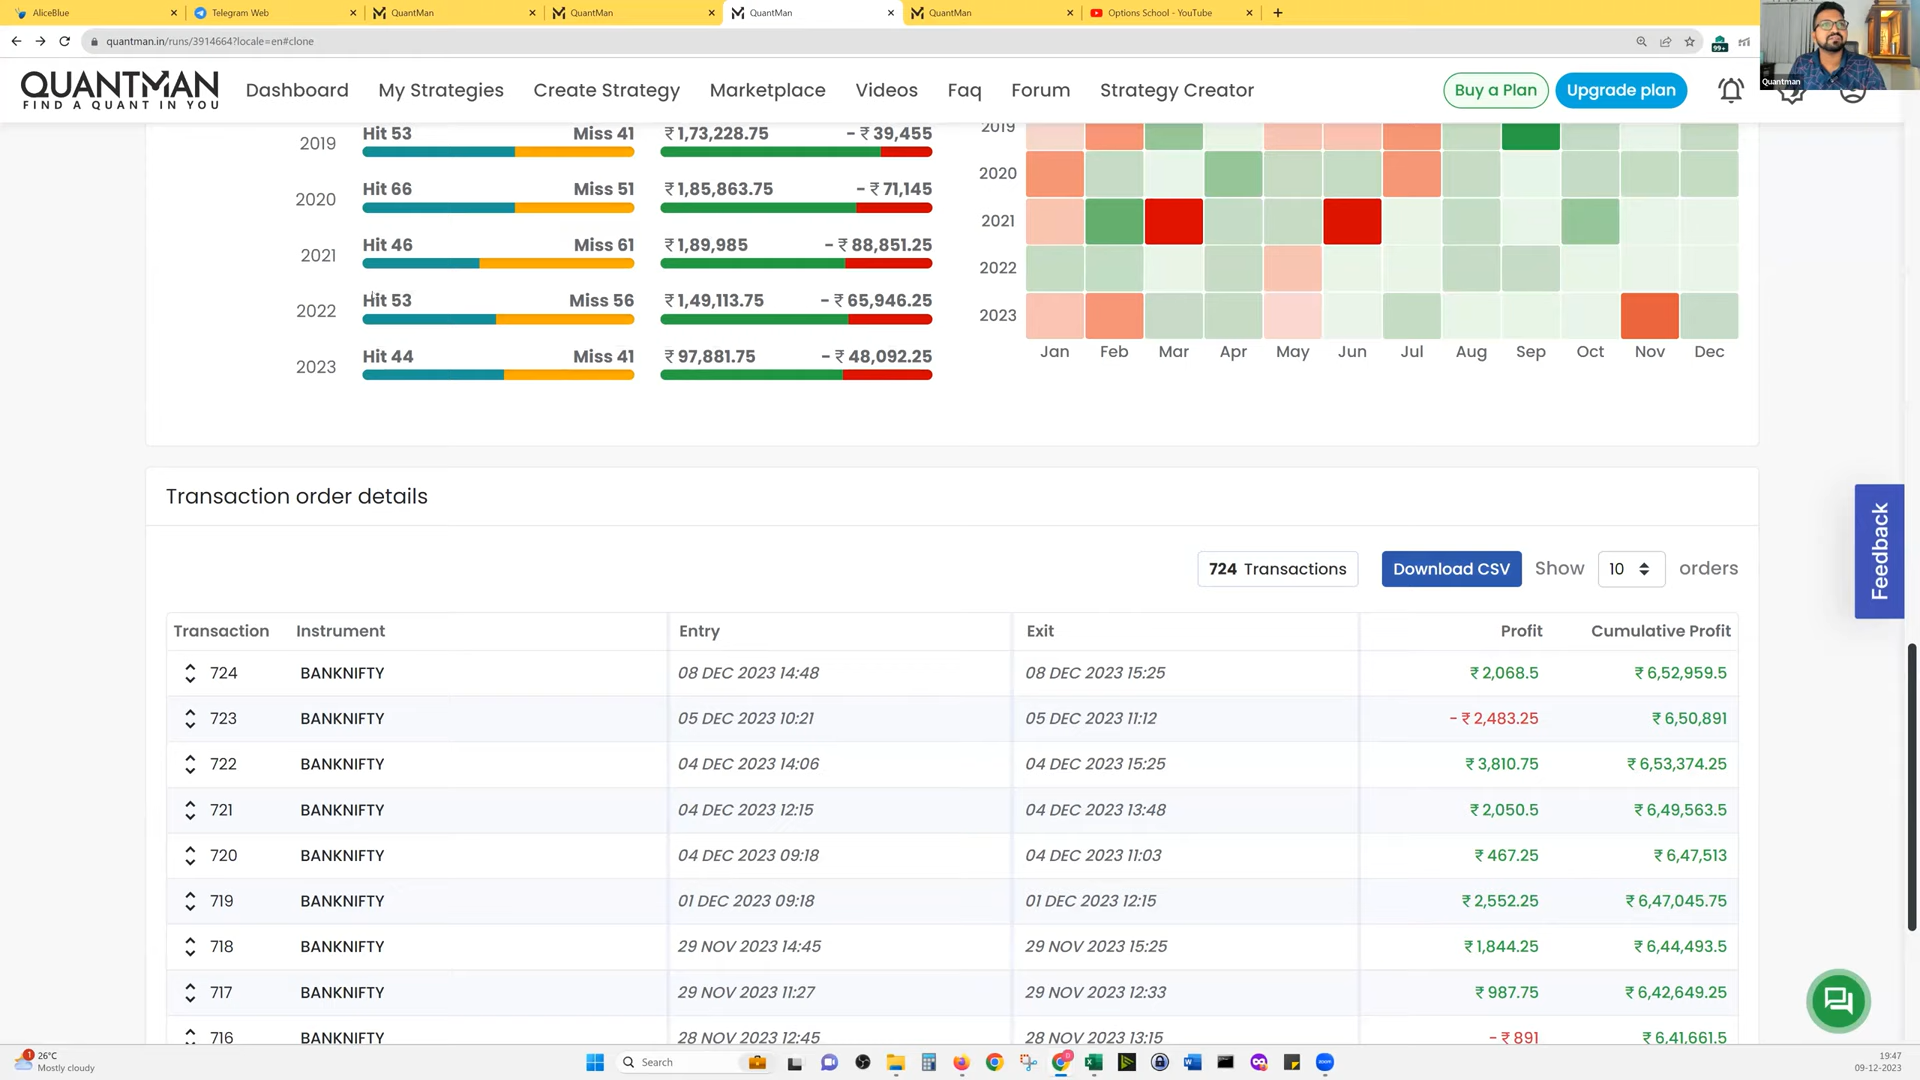 AliceBlue Telegram Web QuantMan QuantMan QuantMan QuantMan Options School - YouTube
quantman.in/runs/3914664?locale=en#clone 99+
Quantman
QUANTMAN
FIND A QUANT IN YOU
Dashboard My Strategies Create Strategy Marketplace Videos Faq Forum Strategy Creator Buy a Plan Upgrade plan
2019 Hit 53 Miss 41 ₹ 1,73,228.75 - ₹ 39,455
2020 Hit 66 Miss 51 ₹ 1,85,863.75 - ₹ 71,145
2021 Hit 46 Miss 61 ₹ 1,89,985 - ₹ 88,851.25
2022 Hit 53 Miss 56 ₹ 1,49,113.75 - ₹ 65,946.25
2023 Hit 44 Miss 41 ₹ 97,881.75 - ₹ 48,092.25
2019
2020
2021
2022
2023
Jan Feb Mar Apr May Jun Jul Aug Sep Oct Nov Dec
Feedback
Transaction order details
724 Transactions Download CSV Show 10 orders
Transaction Instrument Entry Exit Profit Cumulative Profit
724 BANKNIFTY 08 DEC 2023 14:48 08 DEC 2023 15:25 ₹ 2,068.5 ₹ 6,52,959.5
723 BANKNIFTY 05 DEC 2023 10:21 05 DEC 2023 11:12 - ₹ 2,483.25 ₹ 6,50,891
722 BANKNIFTY 04 DEC 2023 14:06 04 DEC 2023 15:25 ₹ 3,810.75 ₹ 6,53,374.25
721 BANKNIFTY 04 DEC 2023 12:15 04 DEC 2023 13:48 ₹ 2,050.5 ₹ 6,49,563.5
720 BANKNIFTY 04 DEC 2023 09:18 04 DEC 2023 11:03 ₹ 467.25 ₹ 6,47,513
719 BANKNIFTY 01 DEC 2023 09:18 01 DEC 2023 12:15 ₹ 2,552.25 ₹ 6,47,045.75
718 BANKNIFTY 29 NOV 2023 14:45 29 NOV 2023 15:25 ₹ 1,844.25 ₹ 6,44,493.5
717 BANKNIFTY 29 NOV 2023 11:27 29 NOV 2023 12:33 ₹ 987.75 ₹ 6,42,649.25
716 BANKNIFTY 28 NOV 2023 12:45 28 NOV 2023 13:15 - ₹ 891 ₹ 6,41,661.5
1 26°C
Mostly cloudy
Search
zoom
19:47
09-12-2023